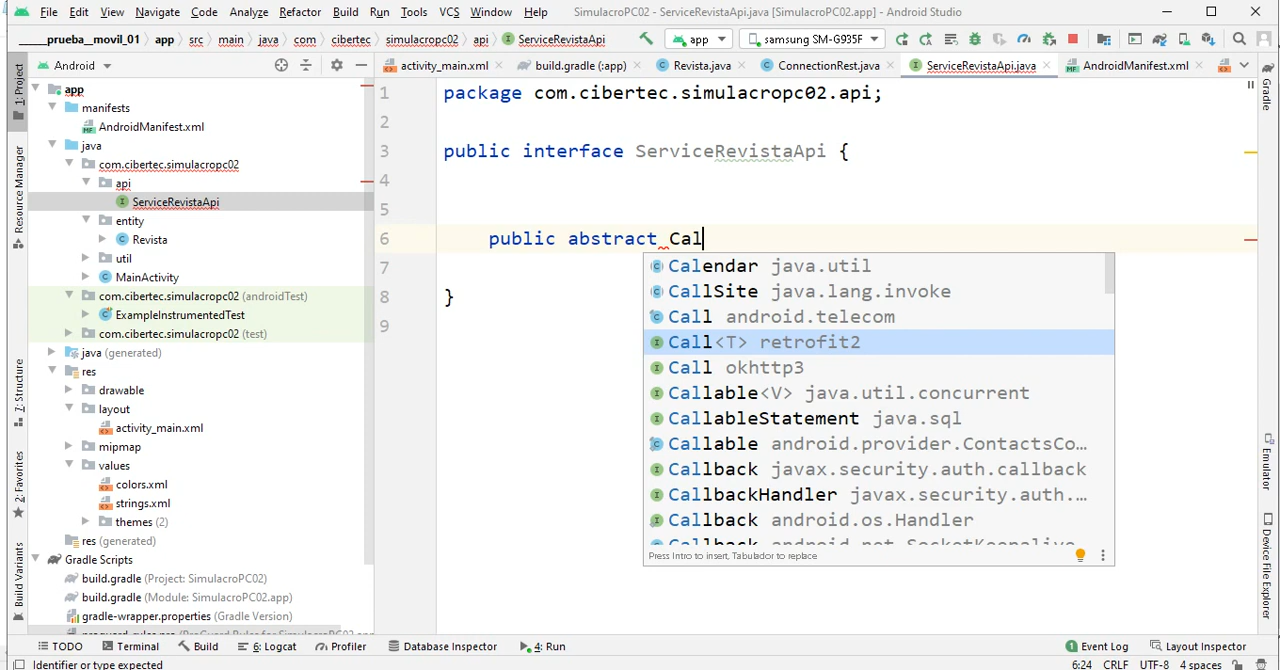 File Edit View Navigate Code Analyze Refactor Build Run Tools VCS Window Help SimulacroPC02 - ServiceRevistaApi.java [SimulacroPC02.app] - Android Studio
_____prueba__movil_01 app src main java com cibertec simulacropc02 api ServiceRevistaApi app samsung SM-G935F
Android activity_main.xml build.gradle (:app) Revista.java ConnectionRest.java ServiceRevistaApi.java AndroidManifest.xml
1: Project
Resource Manager
Z: Structure
2: Favorites
Build Variants
app
manifests
AndroidManifest.xml
java
com.cibertec.simulacropc02
api
ServiceRevistaApi
entity
Revista
util
MainActivity
com.cibertec.simulacropc02 (androidTest)
ExampleInstrumentedTest
com.cibertec.simulacropc02 (test)
java (generated)
res
drawable
layout
activity_main.xml
mipmap
values
colors.xml
strings.xml
themes (2)
res (generated)
Gradle Scripts
build.gradle (Project: SimulacroPC02)
build.gradle (Module: SimulacroPC02.app)
gradle-wrapper.properties (Gradle Version)
1 package com.cibertec.simulacropc02.api;
2
3 public interface ServiceRevistaApi {
4
5
6 public abstract Cal
7
8 }
9
Calendar java.util
CallSite java.lang.invoke
Call android.telecom
Call<T> retrofit2
Call okhttp3
Callable<V> java.util.concurrent
CallableStatement java.sql
Callable android.provider.ContactsCo…
Callback javax.security.auth.callback
CallbackHandler javax.security.auth.…
Callback android.os.Handler
Callback android.net.SocketKeepalive
Press Intro to insert, Tabulador to replace
Gradle
Emulator
Device File Explorer
TODO Terminal Build 6: Logcat Profiler Database Inspector 4: Run 1 Event Log Layout Inspector
Identifier or type expected 6:24 CRLF UTF-8 4 spaces